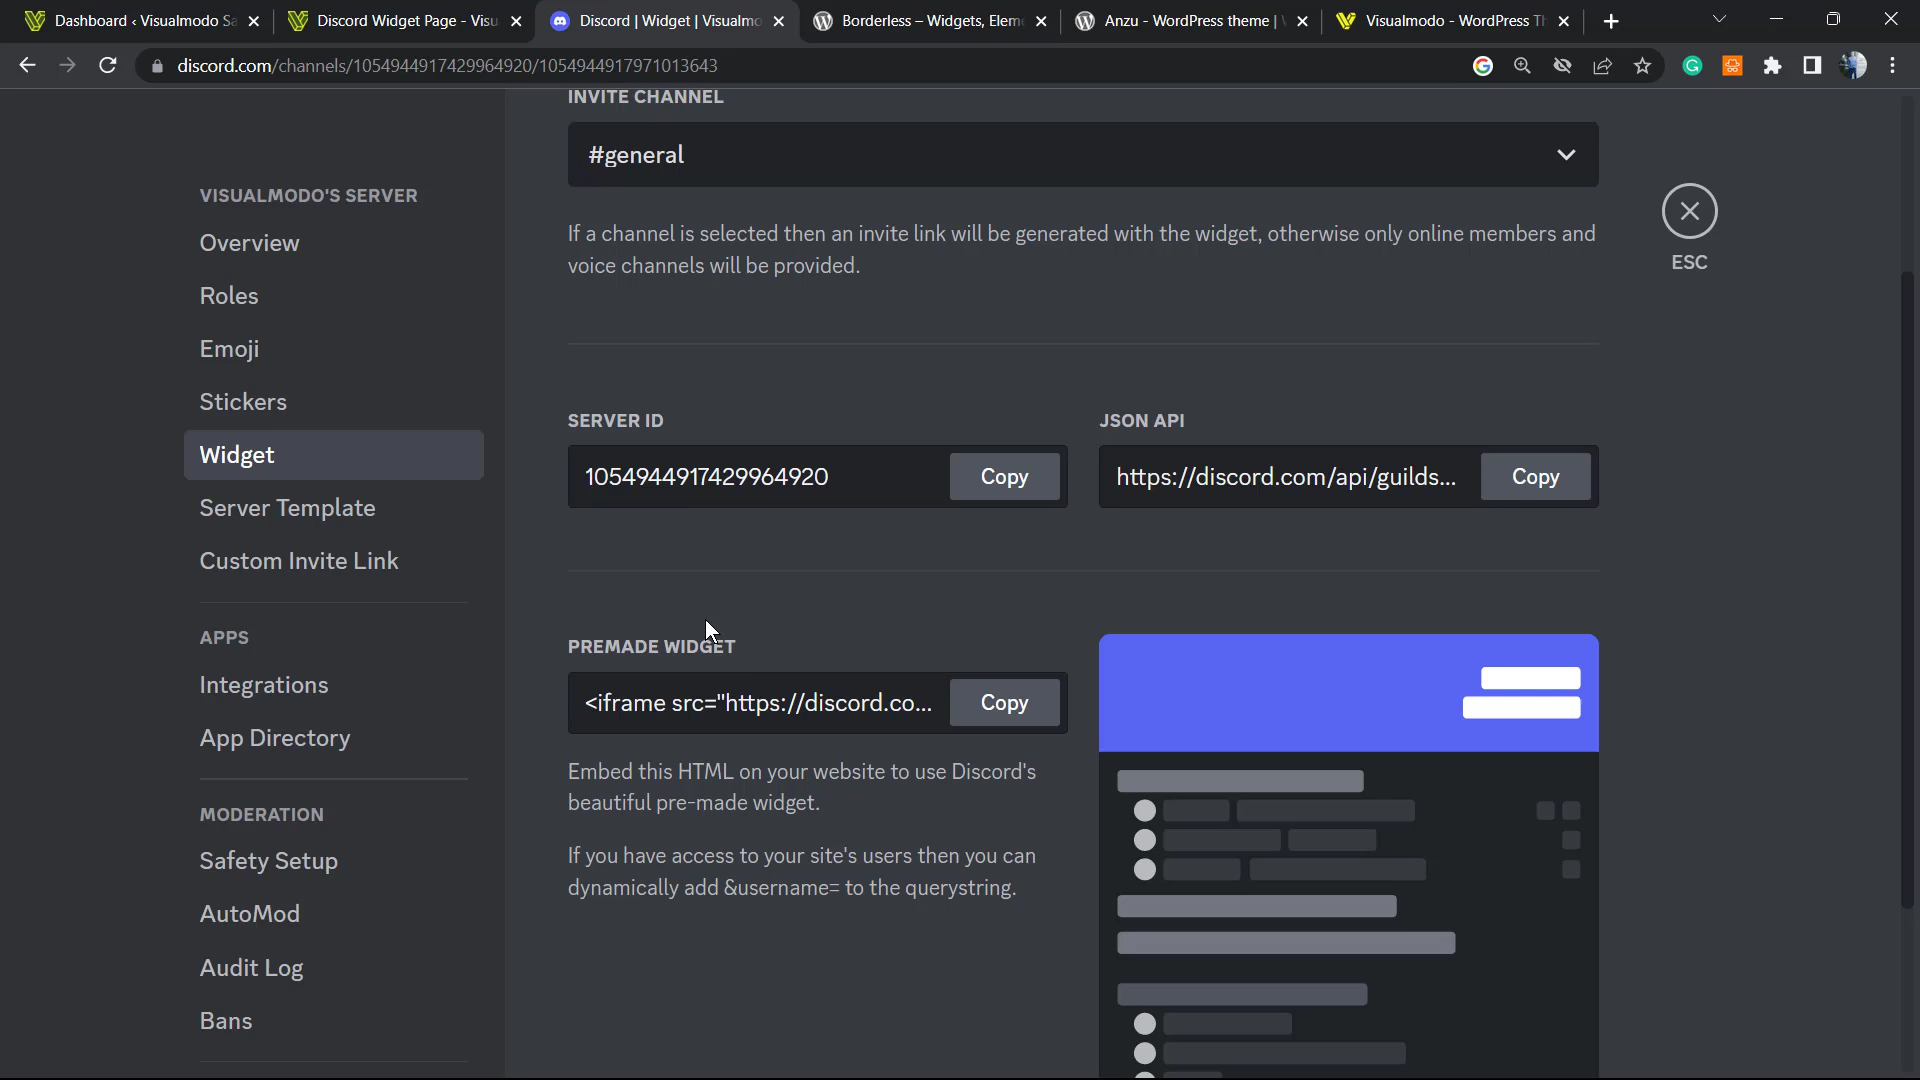 Dashboard ‹ Visualmodo Sa
Discord Widget Page - Visu
Discord | Widget | Visualmo
Borderless – Widgets, Elem
Anzu - WordPress theme |
Visualmodo - WordPress Th
discord.com/channels/1054944917429964920/1054944917971013643
INVITE CHANNEL
#general
If a channel is selected then an invite link will be generated with the widget, otherwise only online members and
voice channels will be provided.
ESC
VISUALMODO'S SERVER
Overview
Roles
Emoji
Stickers
Widget
Server Template
Custom Invite Link
APPS
Integrations
App Directory
MODERATION
Safety Setup
AutoMod
Audit Log
Bans
SERVER ID
1054944917429964920
Copy
JSON API
https://discord.com/api/guilds...
Copy
PREMADE WIDGET
<iframe src="https://discord.co...
Copy
Embed this HTML on your website to use Discord's
beautiful pre-made widget.
If you have access to your site's users then you can
dynamically add &username= to the querystring.